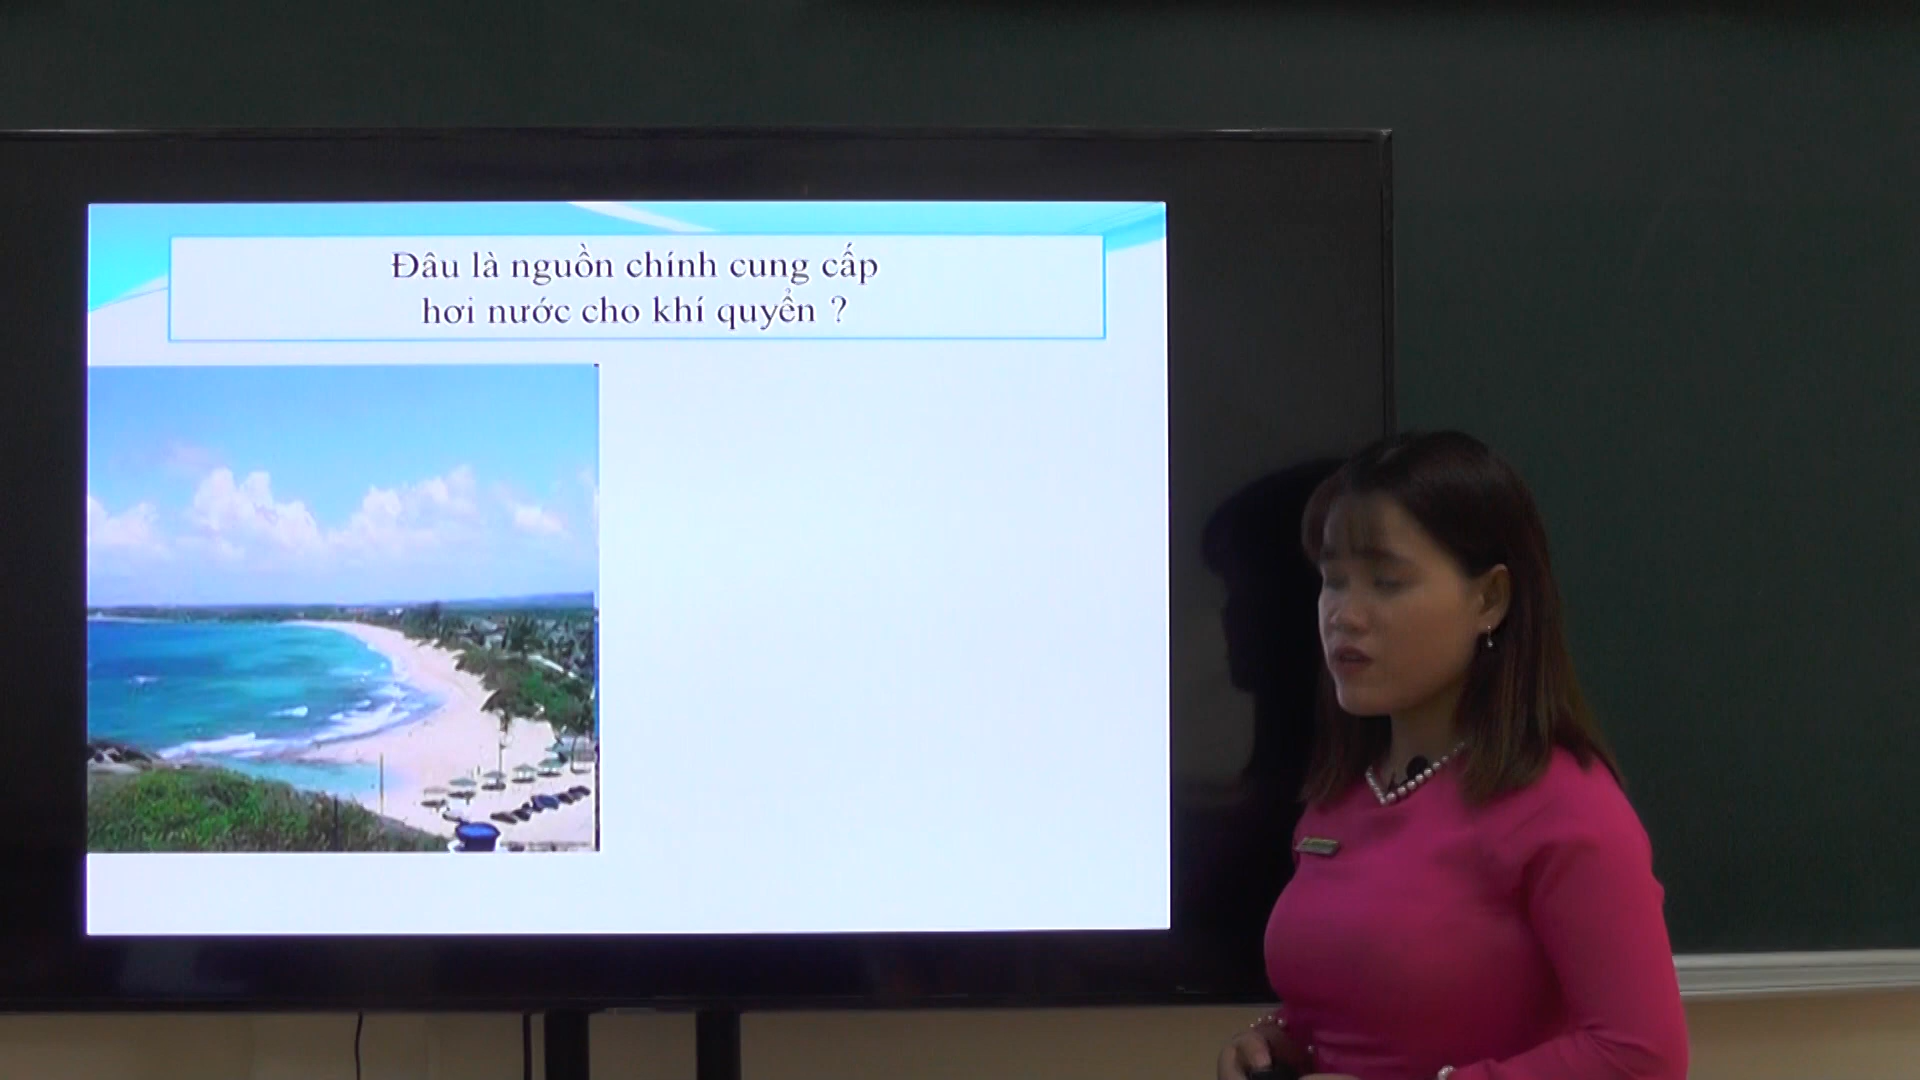 Đâu là nguồn chính cung cấp
hơi nước cho khí quyển ?